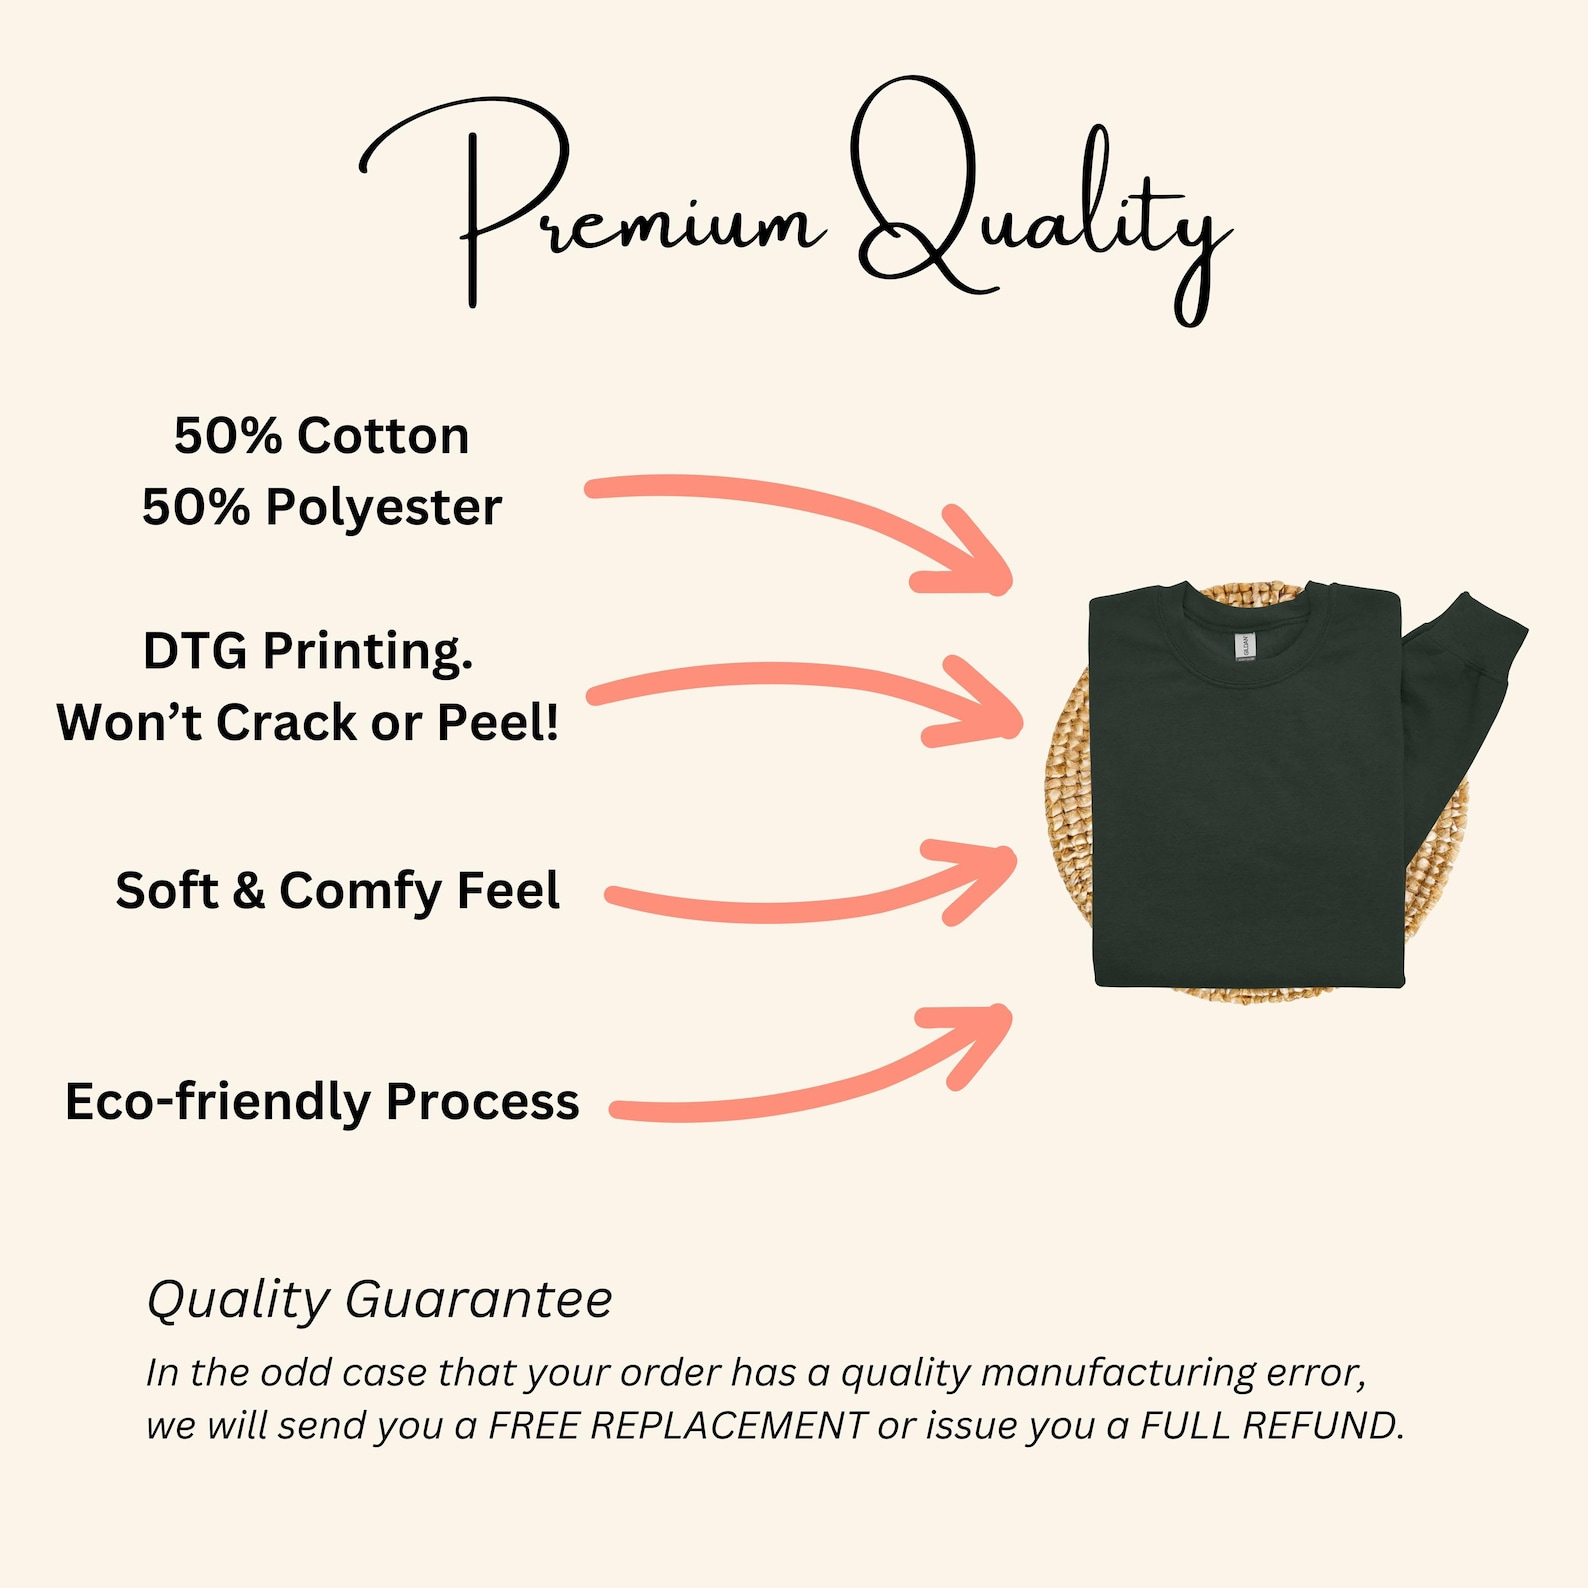 Premium Quality
50% Cotton
50% Polyester
DTG Printing.
Won’t Crack or Peel!
Soft & Comfy Feel
Eco-friendly Process
GILDAN
Quality Guarantee
In the odd case that your order has a quality manufacturing error,
we will send you a FREE REPLACEMENT or issue you a FULL REFUND.